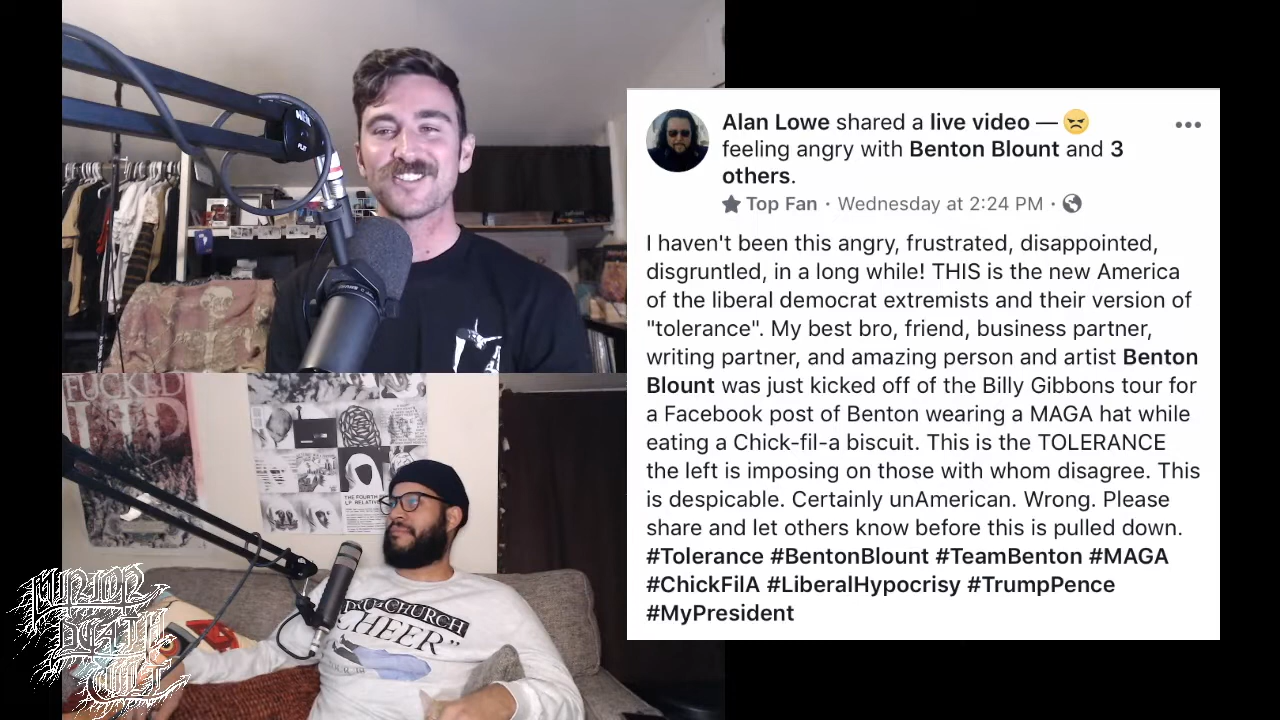 Alan Lowe shared a live video — 😠
feeling angry with Benton Blount and 3
others.
Top Fan · Wednesday at 2:24 PM ·
I haven't been this angry, frustrated, disappointed,
disgruntled, in a long while! THIS is the new America
of the liberal democrat extremists and their version of
"tolerance". My best bro, friend, business partner,
writing partner, and amazing person and artist Benton
Blount was just kicked off of the Billy Gibbons tour for
a Facebook post of Benton wearing a MAGA hat while
eating a Chick-fil-a biscuit. This is the TOLERANCE
the left is imposing on those with whom disagree. This
is despicable. Certainly unAmerican. Wrong. Please
share and let others know before this is pulled down.
#Tolerance #BentonBlount #TeamBenton #MAGA
#ChickFilA #LiberalHypocrisy #TrumpPence
#MyPresident
FUCKED
THE FOURTH
CHURCH
CHEER"
DEATH
CULT